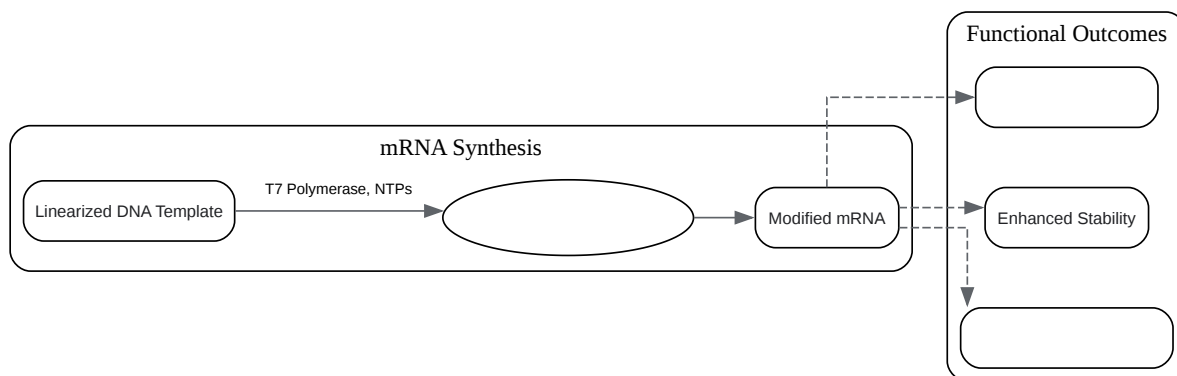 Functional Outcomes
mRNA Synthesis
T7 Polymerase, NTPs
Linearized DNA Template
Modified mRNA
Enhanced Stability